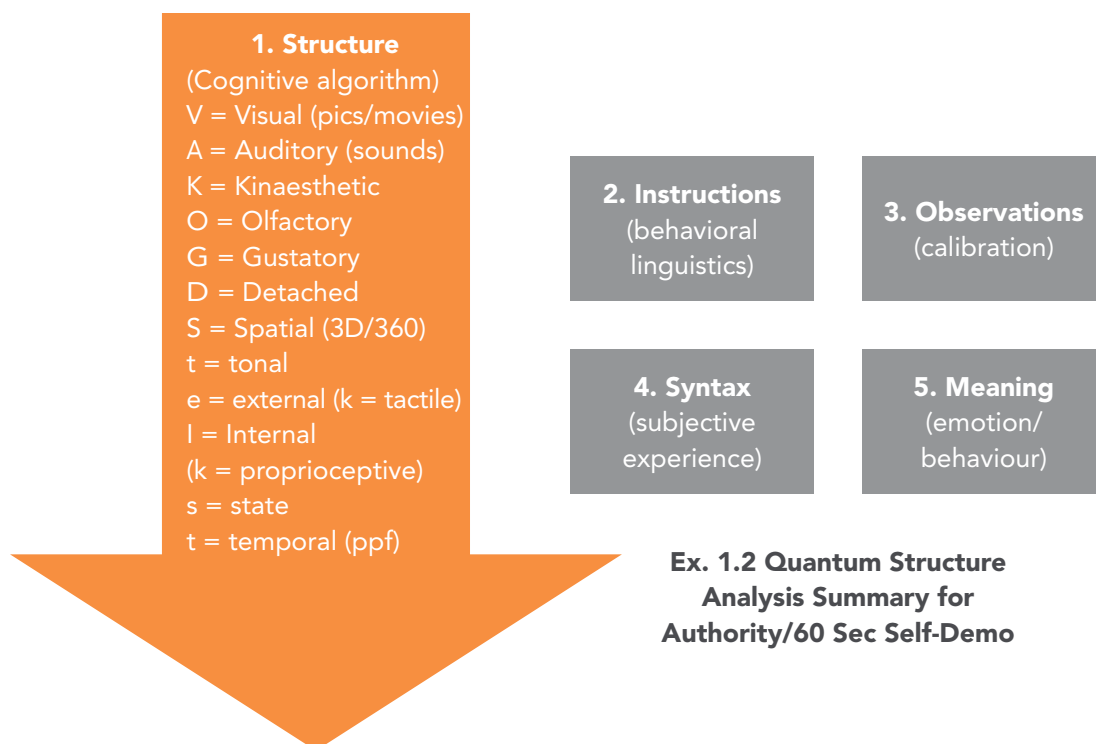 1. Structure
(Cognitive algorithm)
V = Visual (pics/movies)
A = Auditory (sounds)
K = Kinaesthetic
O = Olfactory
G = Gustatory
D = Detached
S = Spatial (3D/360)
t = tonal
e = external (k = tactile)
I = Internal
(k = proprioceptive)
s = state
t = temporal (ppf)
2. Instructions
(behavioral
linguistics)
3. Observations
(calibration)
4. Syntax
(subjective
experience)
5. Meaning
(emotion/
behaviour)
Ex. 1.2 Quantum Structure
Analysis Summary for
Authority/60 Sec Self-Demo